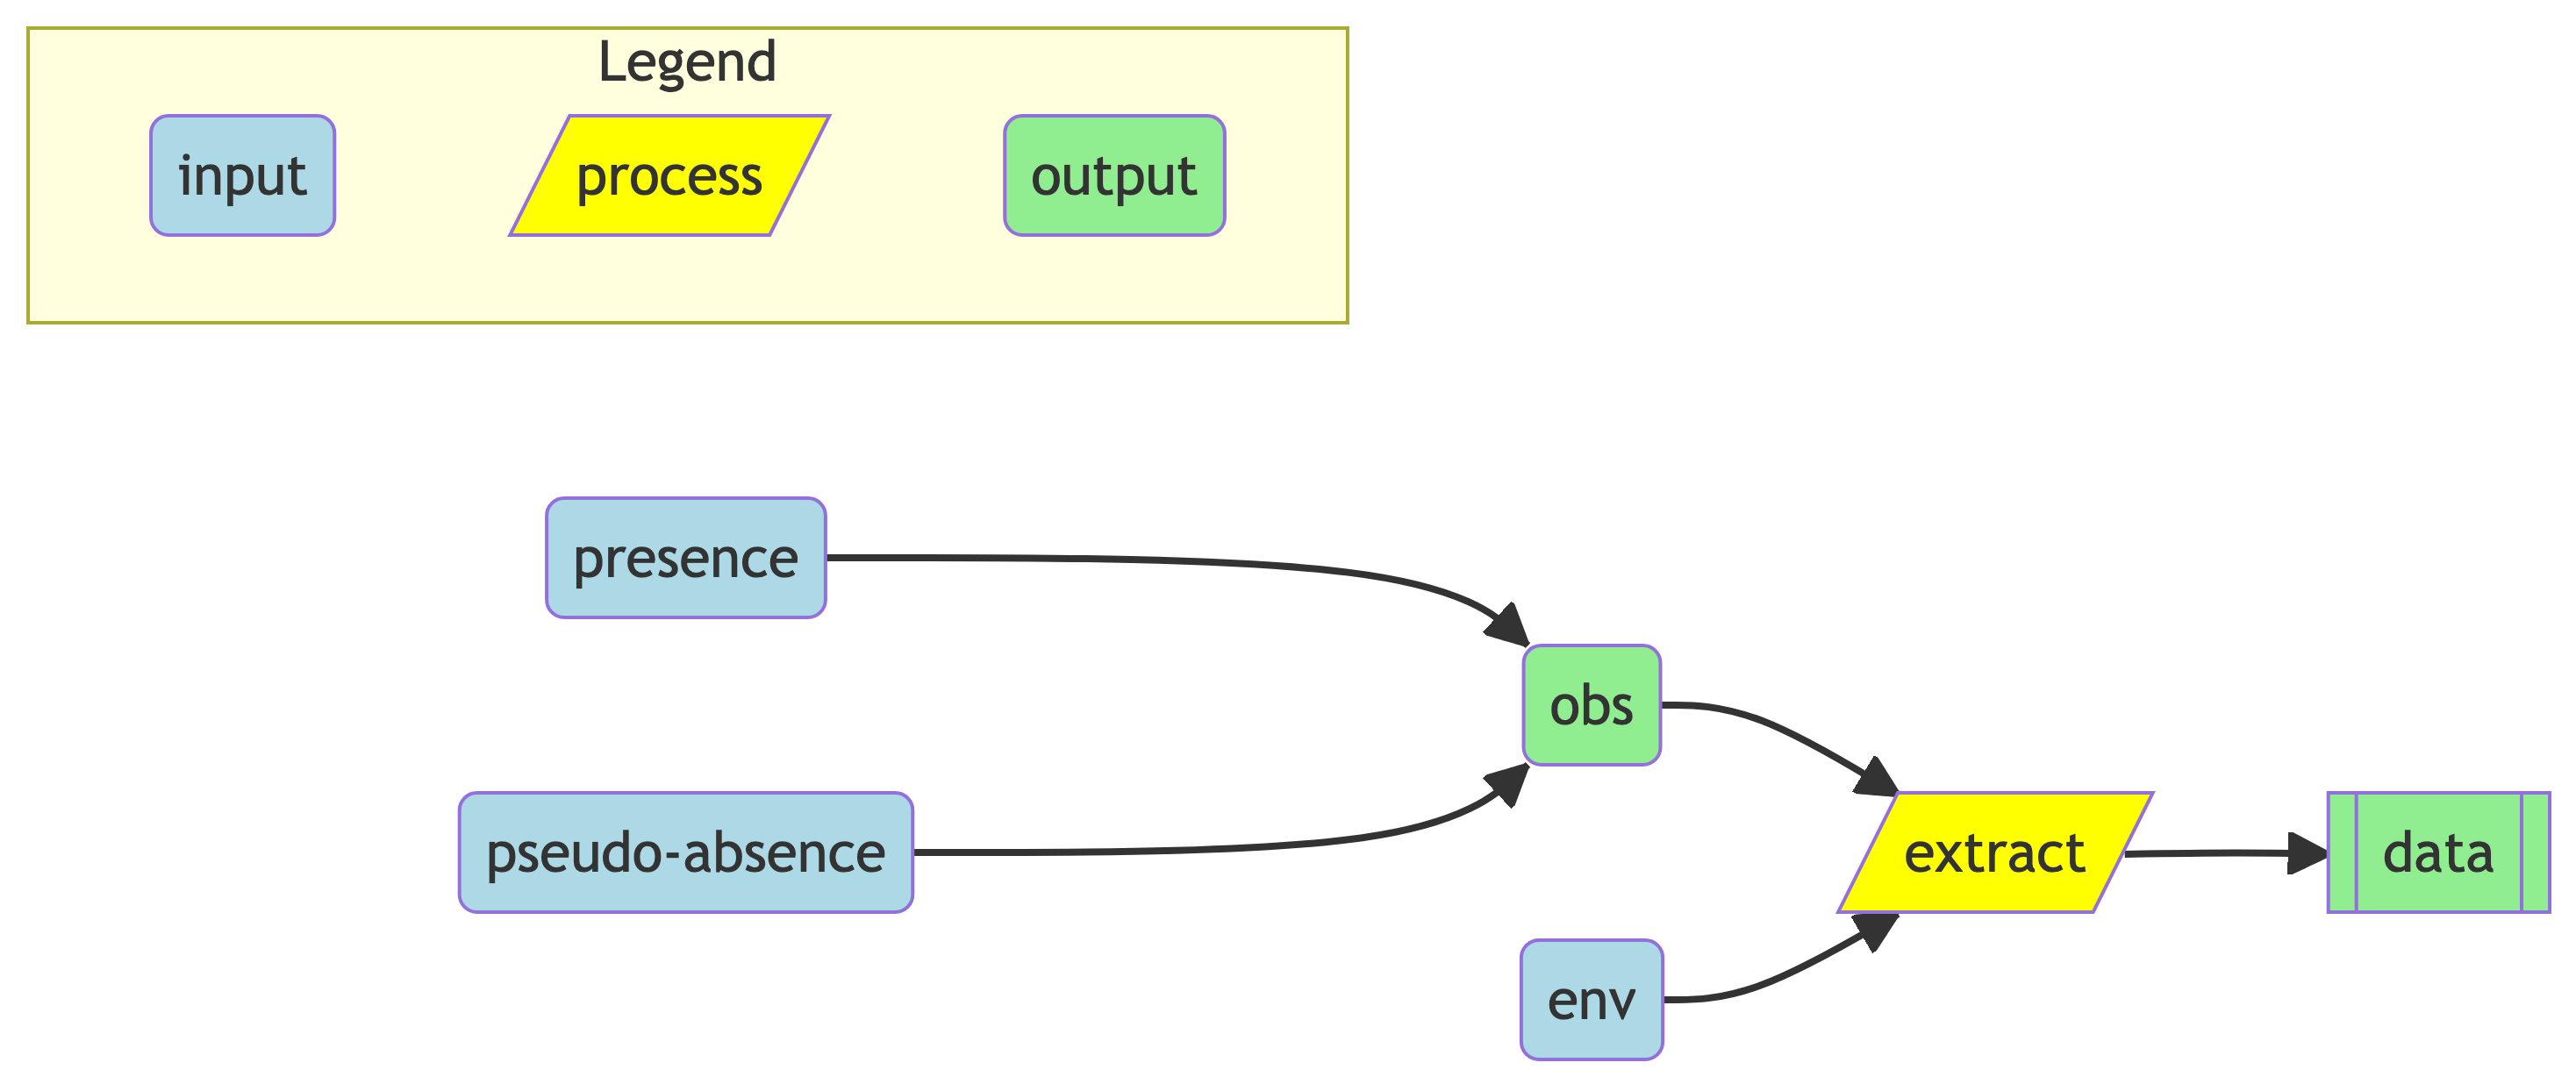 Legend
input
process
output
presence
obs
pseudo-absence
extract
data
env